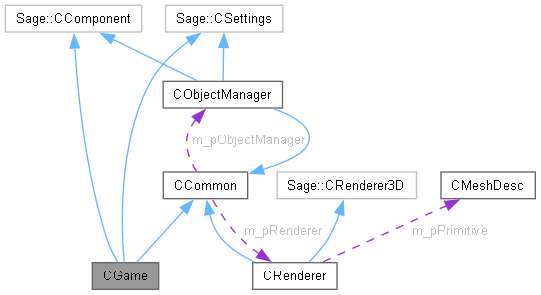 Sage::CComponent
Sage::CSettings
CObjectManager
m_pObjectManager
CCommon
Sage::CRenderer3D
CMeshDesc
m_pRenderer
m_pPrimitive
CGame
CRenderer